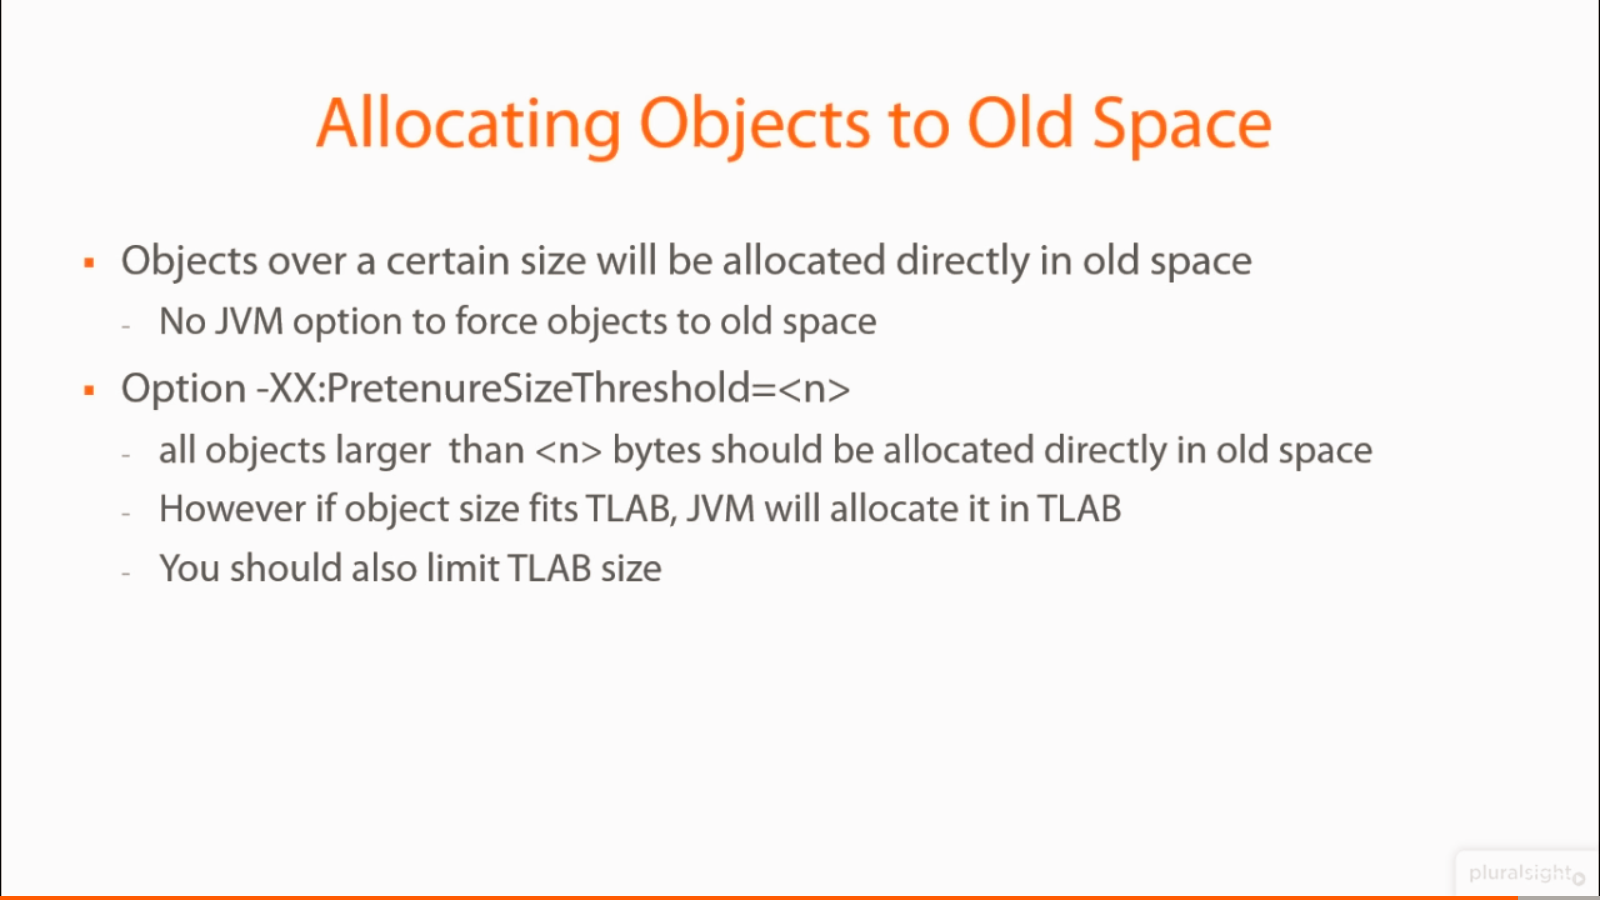 Allocating Objects to Old Space
▪ Objects over a certain size will be allocated directly in old space
- No JVM option to force objects to old space
▪ Option -XX:PretenureSizeThreshold=<n>
- all objects larger  than <n> bytes should be allocated directly in old space
- However if object size fits TLAB, JVM will allocate it in TLAB
- You should also limit TLAB size
pluralsight